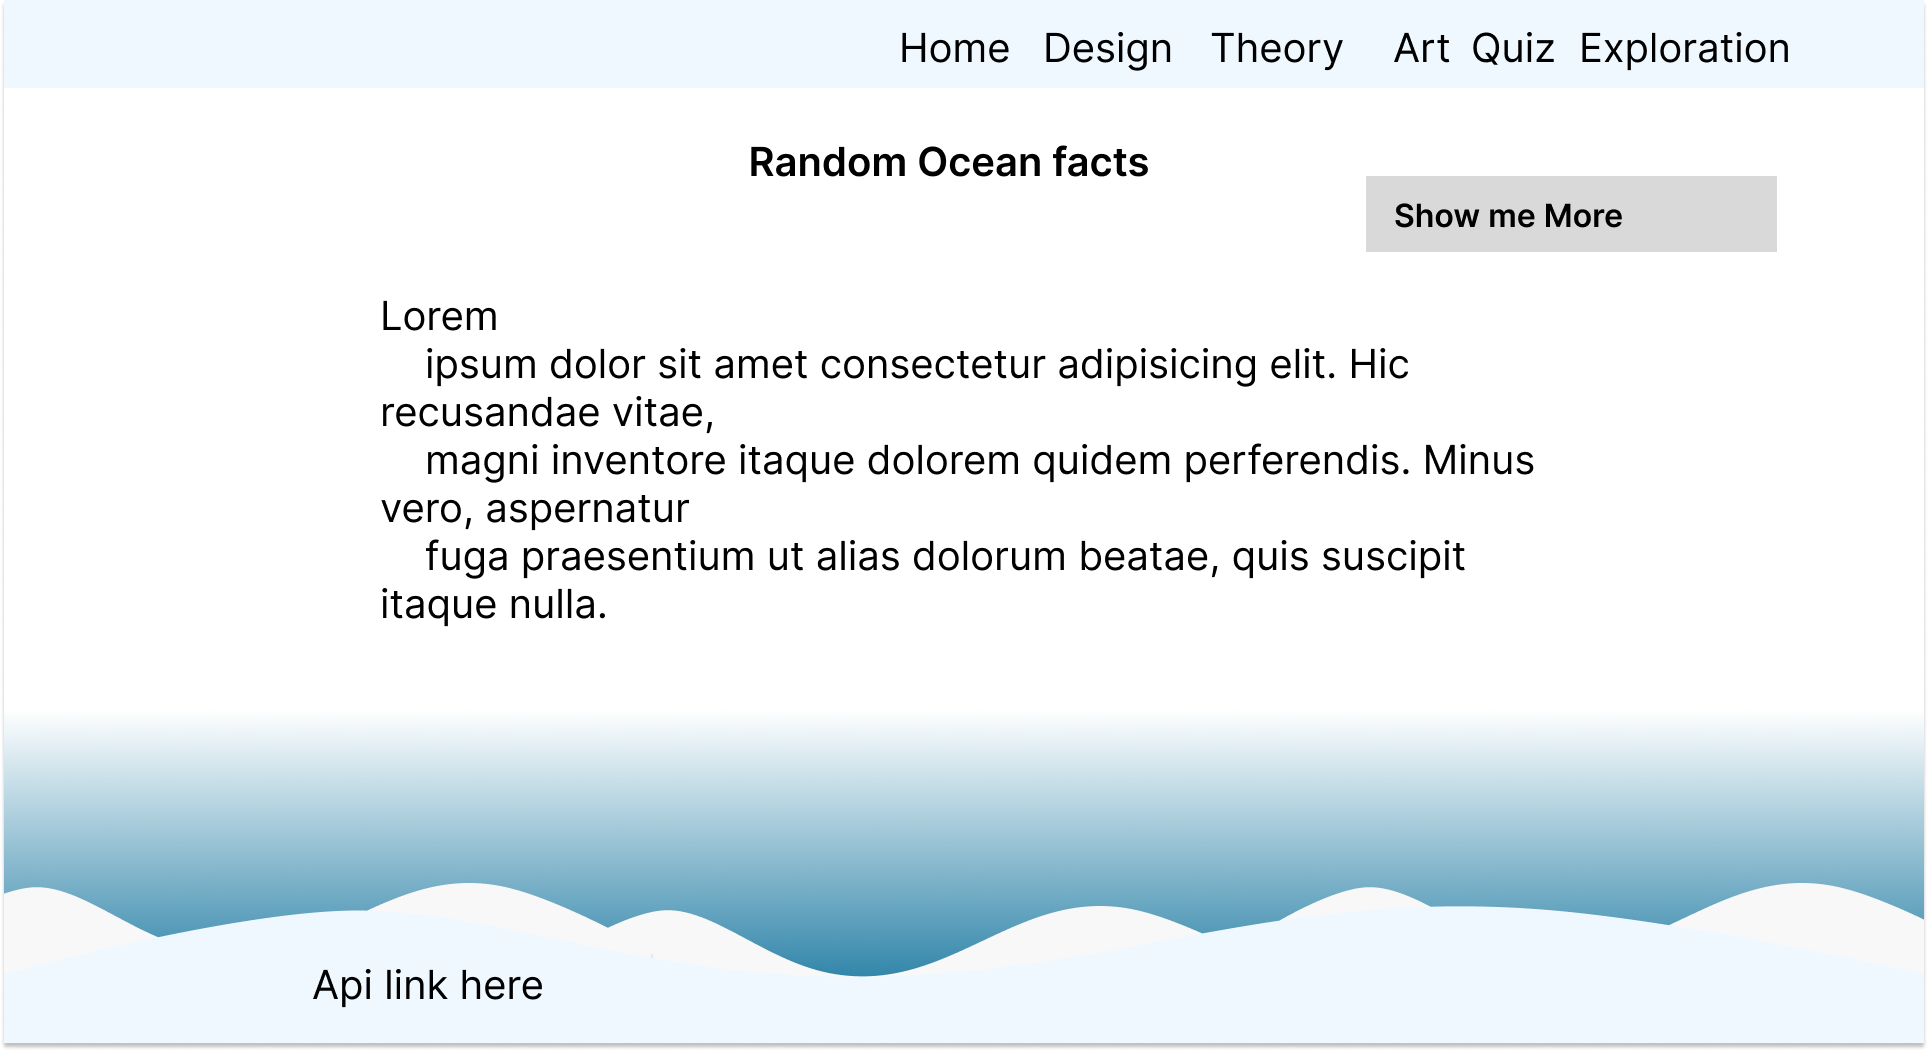 Home Design Theory Art Quiz Exploration
Random Ocean facts
Show me More
Lorem
ipsum dolor sit amet consectetur adipisicing elit. Hic
recusandae vitae,
magni inventore itaque dolorem quidem perferendis. Minus
vero, aspernatur
fuga praesentium ut alias dolorum beatae, quis suscipit
itaque nulla.
Api link here